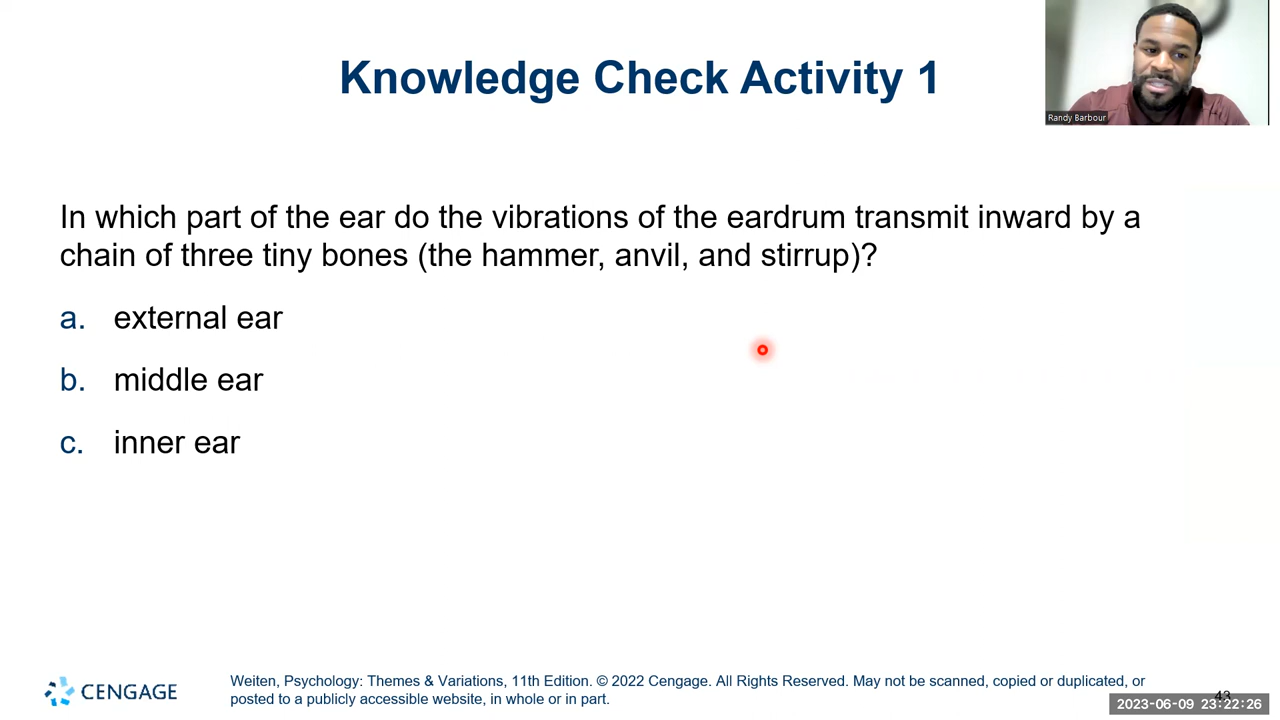 Knowledge Check Activity 1
Randy Barbour
In which part of the ear do the vibrations of the eardrum transmit inward by a
chain of three tiny bones (the hammer, anvil, and stirrup)?
a. external ear
b. middle ear
c. inner ear
CENGAGE
Weiten, Psychology: Themes & Variations, 11th Edition. © 2022 Cengage. All Rights Reserved. May not be scanned, copied or duplicated, or
posted to a publicly accessible website, in whole or in part.
43
2023-06-09 23:22:26